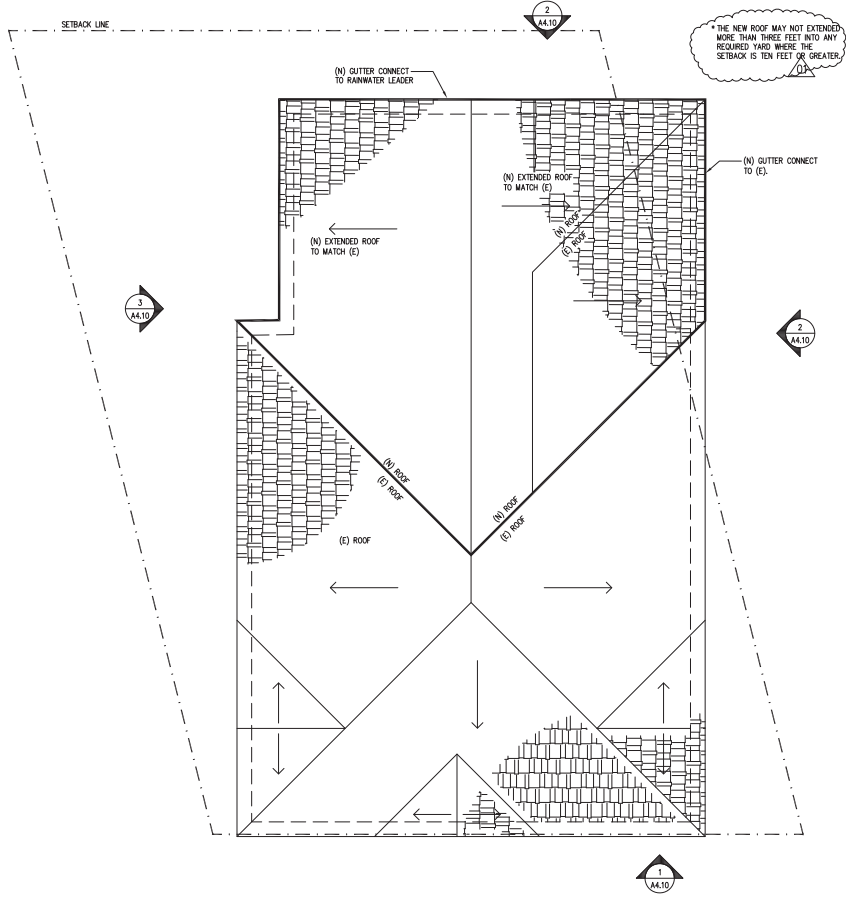 SETBACK LINE
2
A4.10
* THE NEW ROOF MAY NOT EXTENDED
MORE THAN THREE FEET INTO ANY
REQUIRED YARD WHERE THE
SETBACK IS TEN FEET OR GREATER.
01
(N) GUTTER CONNECT
TO RAINWATER LEADER
(N) GUTTER CONNECT
TO (E).
(N) EXTENDED ROOF
TO MATCH (E)
(N) ROOF
(E) ROOF
(N) EXTENDED ROOF
TO MATCH (E)
3
A4.10
2
A4.10
(N) ROOF
(E) ROOF
(N) ROOF
(E) ROOF
(E) ROOF
1
A4.10